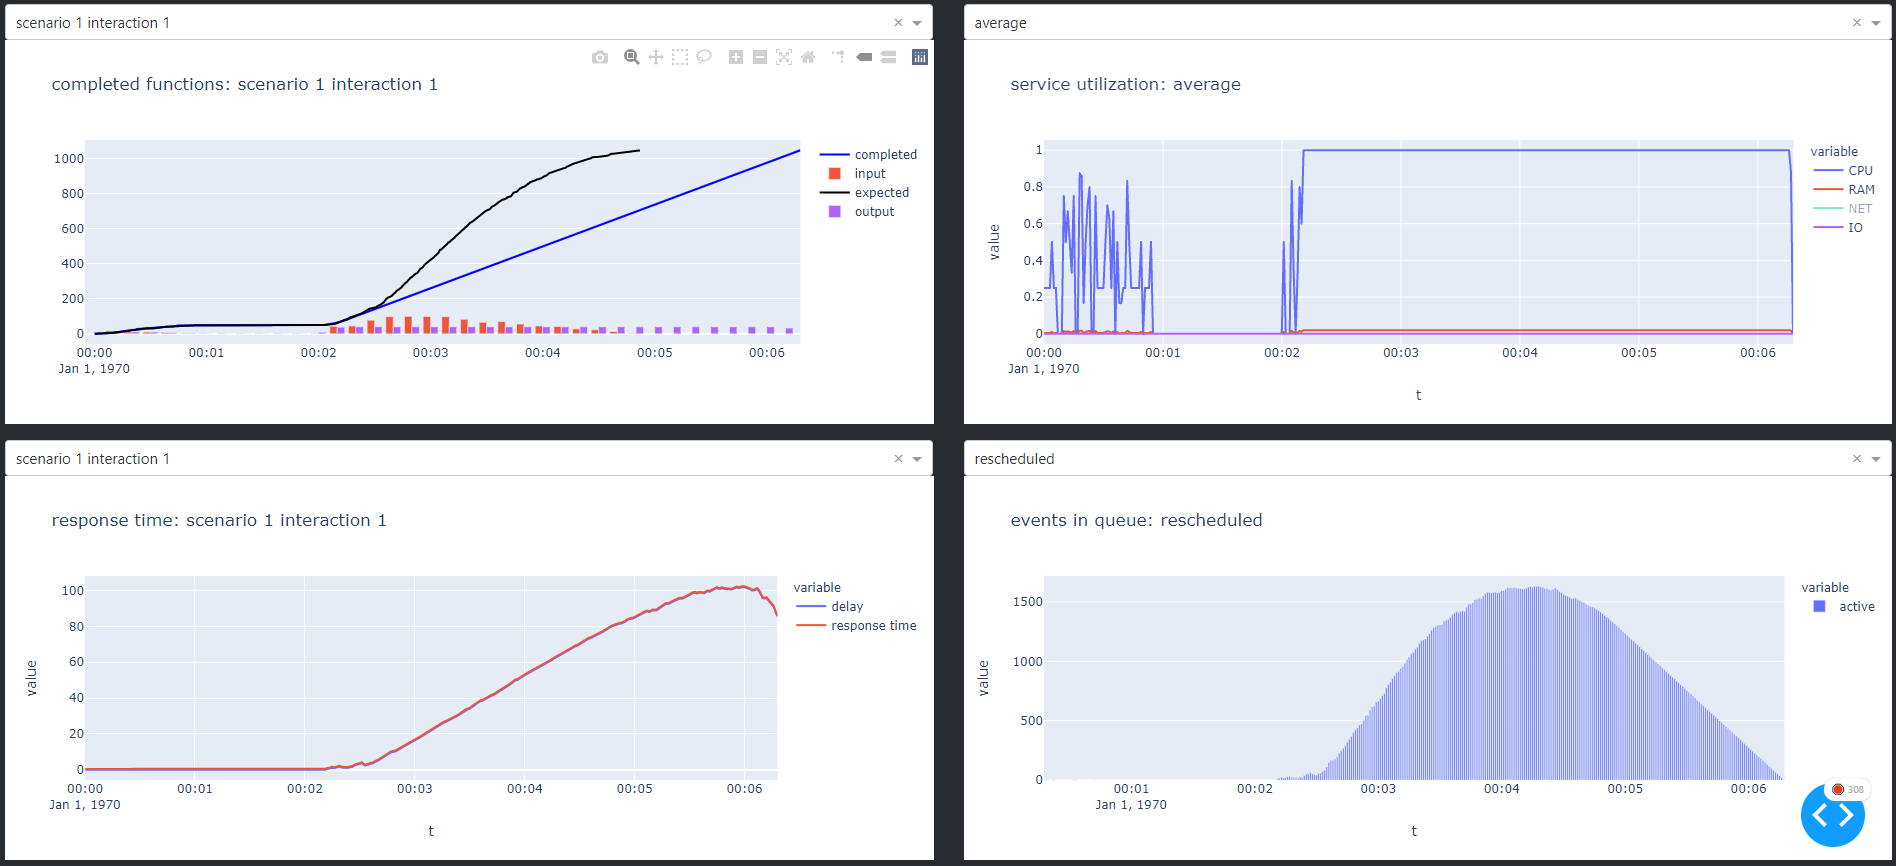 scenario 1 interaction 1
completed functions: scenario 1 interaction 1
1000
800
600
400
200
0
00:00 00:01 00:02 00:03 00:04 00:05 00:06
Jan 1, 1970
completed
input
expected
output
average
service utilization: average
value
1
0.8
0.6
0.4
0.2
0
00:00 00:01 00:02 00:03 00:04 00:05 00:06
Jan 1, 1970
t
variable
CPU
RAM
NET
IO
scenario 1 interaction 1
response time: scenario 1 interaction 1
value
100
80
60
40
20
0
00:00 00:01 00:02 00:03 00:04 00:05 00:06
Jan 1, 1970
t
variable
delay
response time
rescheduled
events in queue: rescheduled
value
1500
1000
500
0
00:01 00:02 00:03 00:04 00:05 00:06
Jan 1, 1970
t
variable
active
308